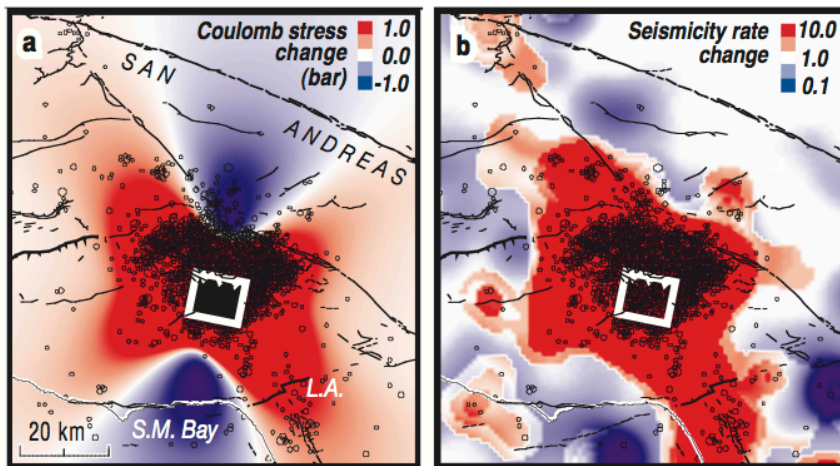 a
Coulomb stress
change
(bar)
1.0
0.0
-1.0
SAN
ANDREAS
L.A.
S.M. Bay
20 km
b
Seismicity rate
change
10.0
1.0
0.1